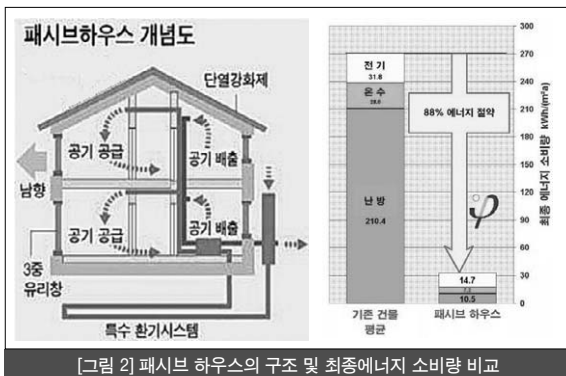 패시브하우스 개념도
단열강화제
공기 공급
공기 배출
남향
공기 공급
공기 배출
3중
유리창
특수 환기시스템
300
270
240
210
180
150
120
90
60
30
0
최종 에너지 소비량 kWh/(m²a)
전 기
31.8
온 수
88% 에너지 절약
난 방
210.4
φ
14.7
10.5
기존 건물
평균
패시브 하우스
[그림 2] 패시브 하우스의 구조 및 최종에너지 소비량 비교